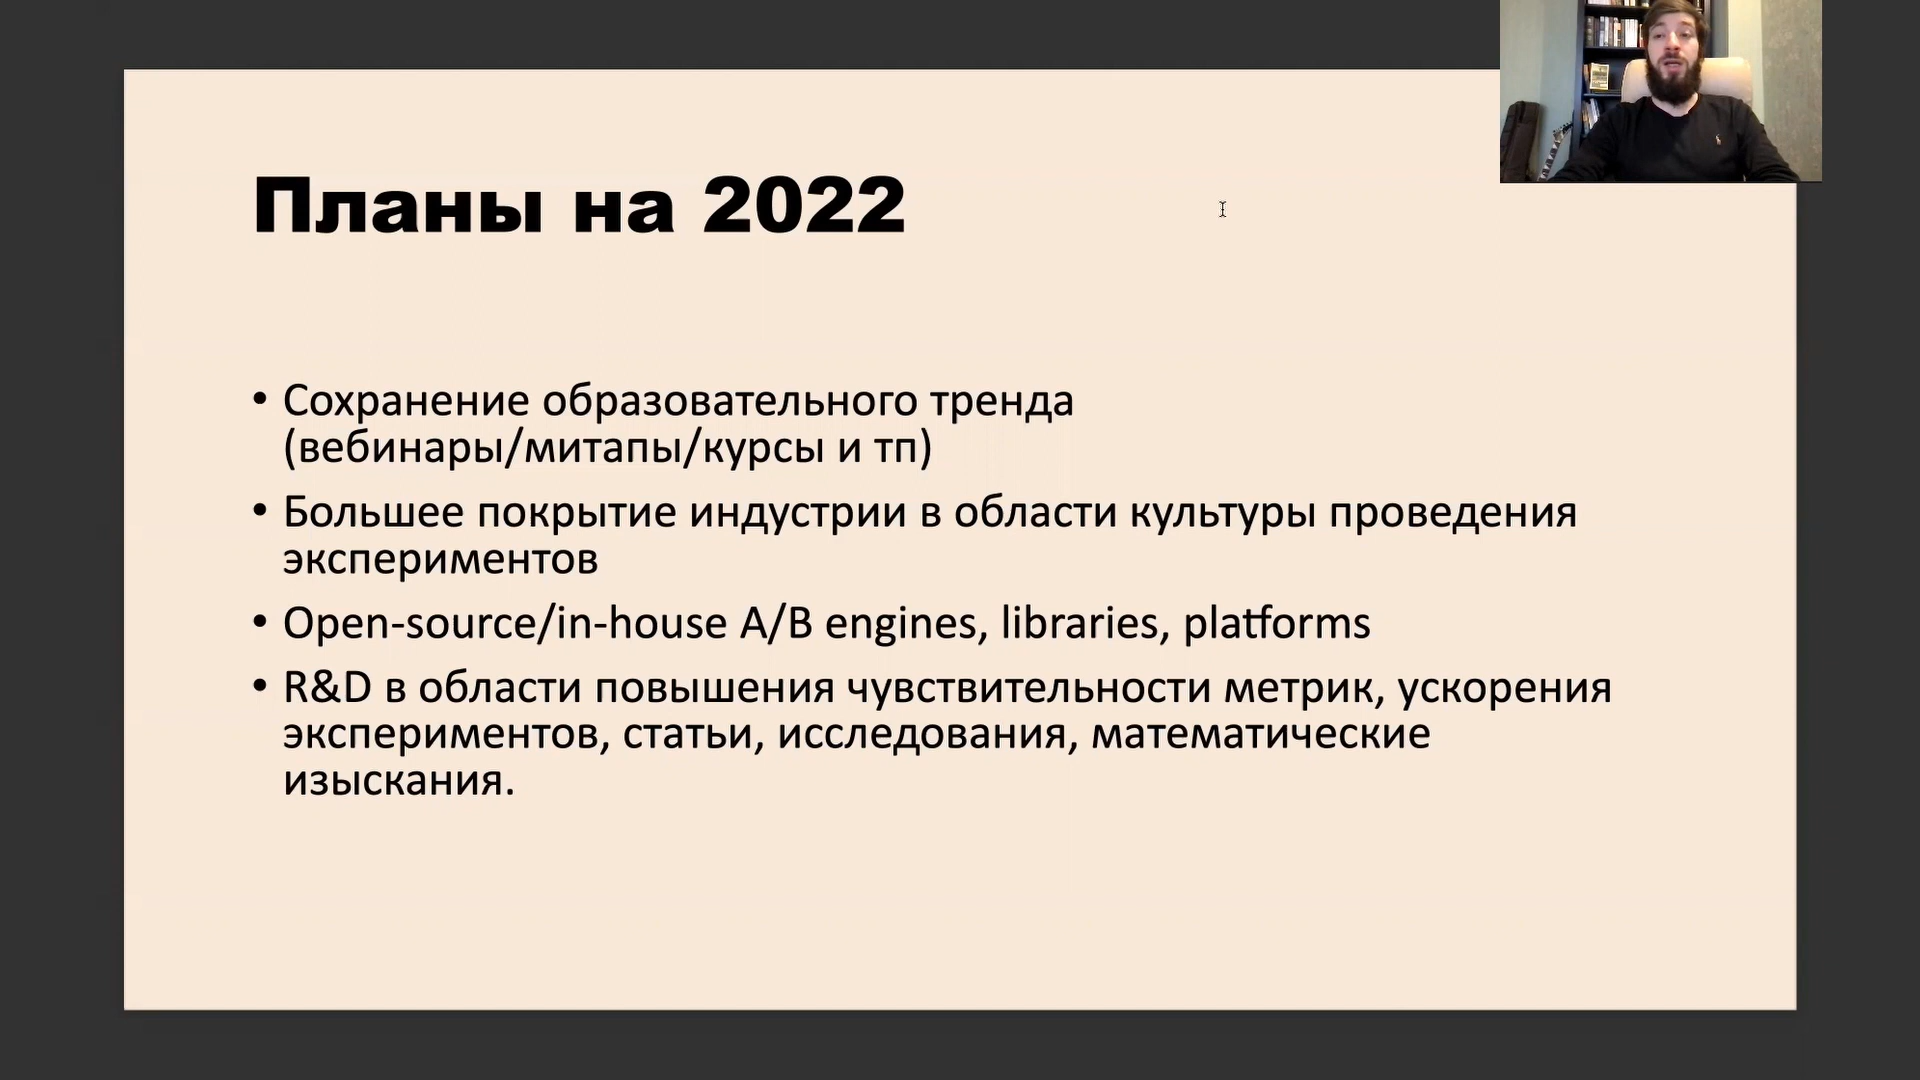 Планы на 2022
• Сохранение образовательного тренда
(вебинары/митапы/курсы и тп)
• Большее покрытие индустрии в области культуры проведения
экспериментов
• Open-source/in-house A/B engines, libraries, platforms
• R&D в области повышения чувствительности метрик, ускорения
экспериментов, статьи, исследования, математические
изыскания.